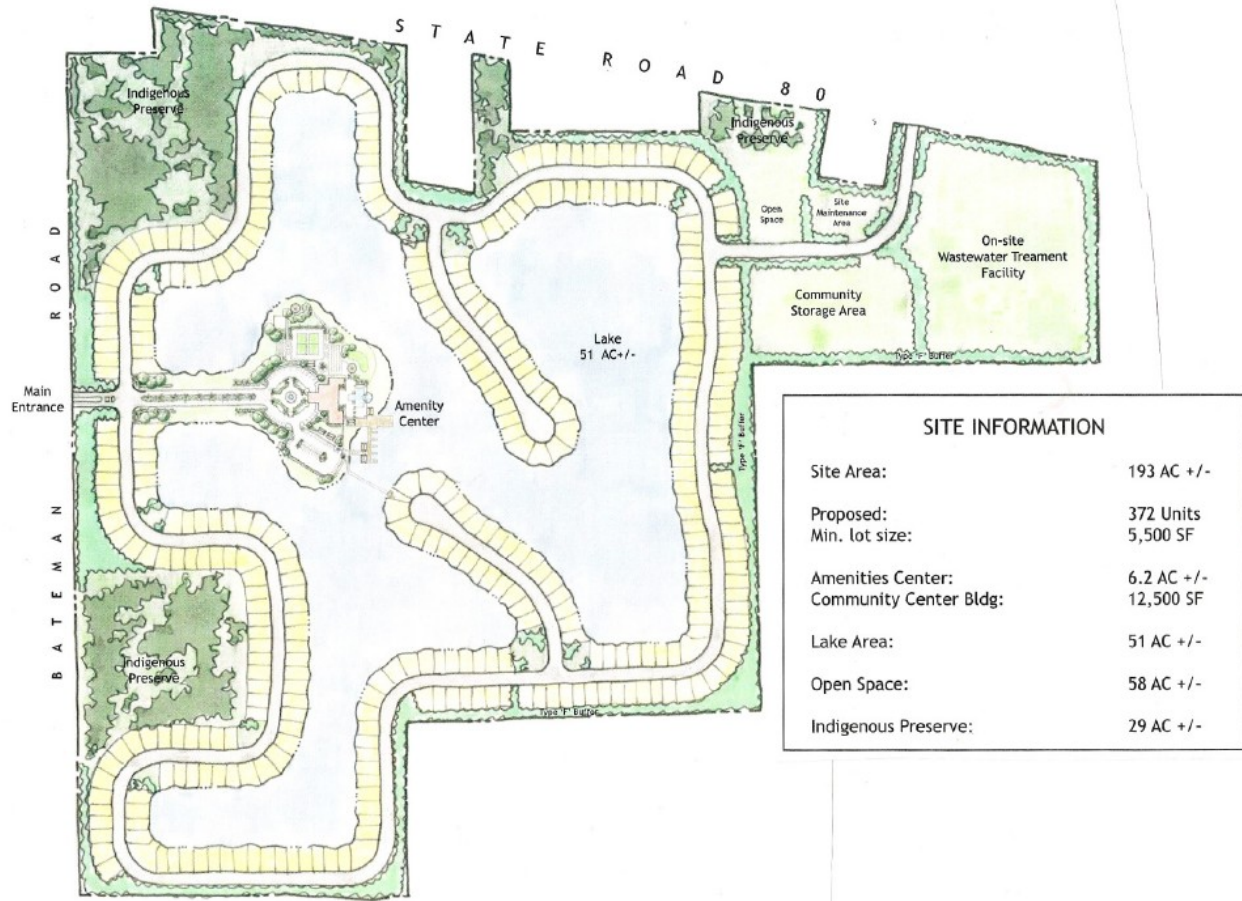 STATE ROAD 80
Indigenous
Preserve
Indigenous
Preserve
Open
Space
Site
Maintenance
Area
On-site
Wastewater Treament
Facility
Community
Storage Area
Type 'F' Buffer
Lake
51 AC+/-
BATEMAN ROAD
Main
Entrance
Amenity
Center
Type 'F' Buffer
Indigenous
Preserve
Type 'F' Buffer
SITE INFORMATION
Site Area: 193 AC +/-
Proposed: 372 Units
Min. lot size: 5,500 SF
Amenities Center: 6.2 AC +/-
Community Center Bldg: 12,500 SF
Lake Area: 51 AC +/-
Open Space: 58 AC +/-
Indigenous Preserve: 29 AC +/-